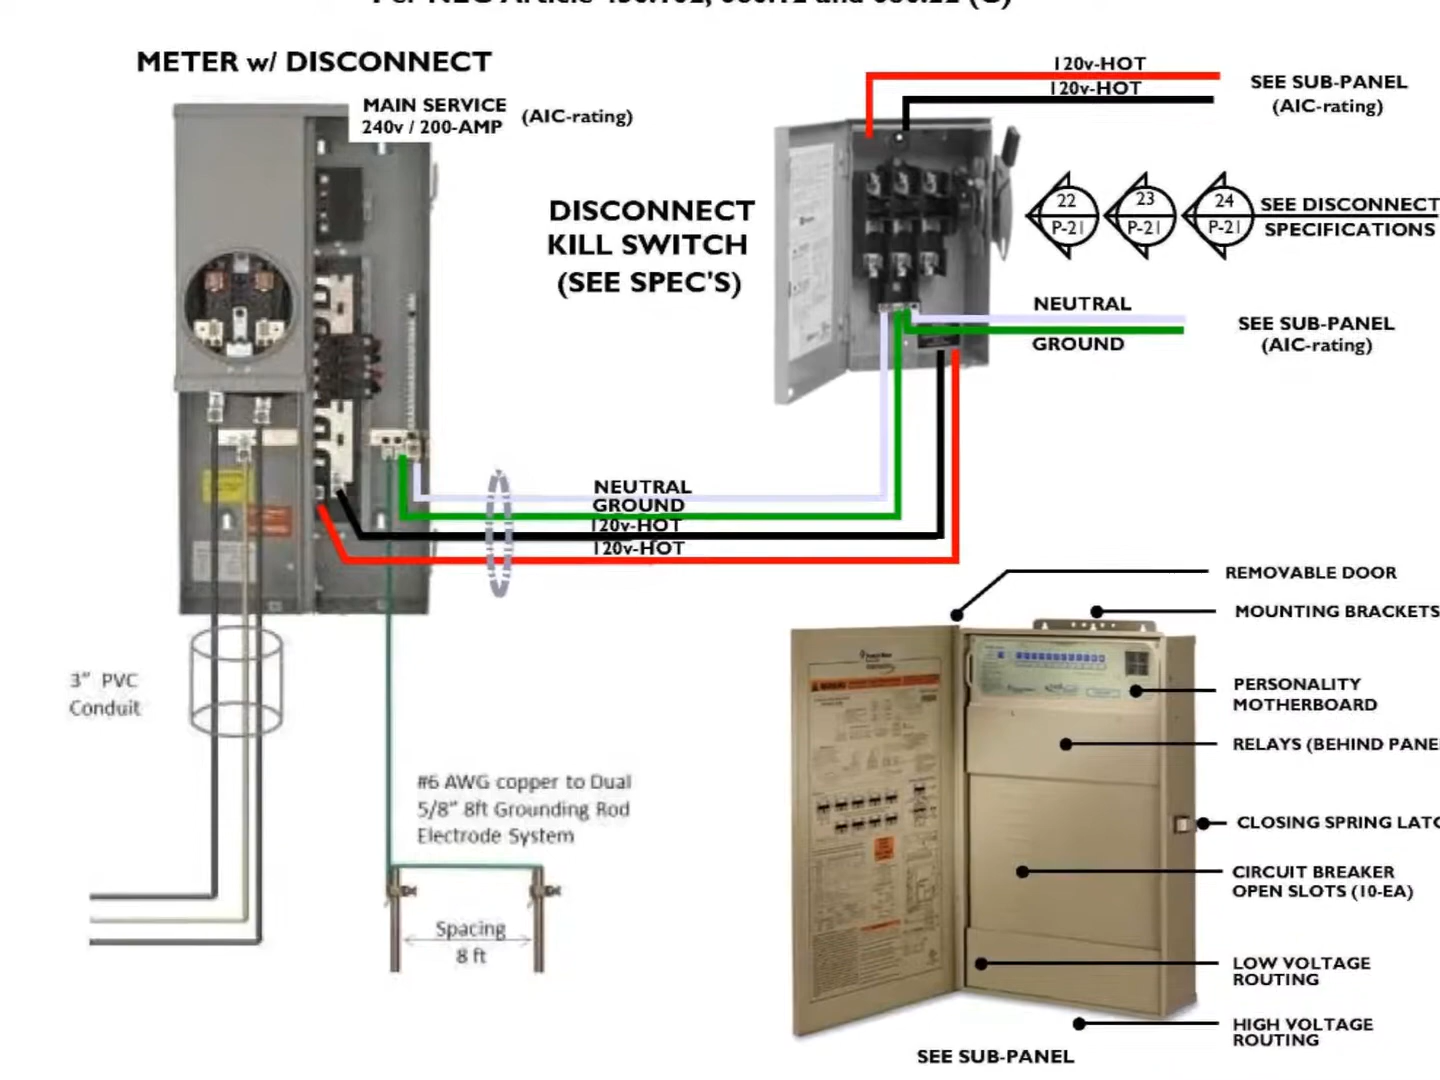 METER w/ DISCONNECT
MAIN SERVICE
240v / 200-AMP
(AIC-rating)
DISCONNECT
KILL SWITCH
(SEE SPEC'S)
120v-HOT
120v-HOT
SEE SUB-PANEL
(AIC-rating)
22
P-21
23
P-21
24
P-21
SEE DISCONNECT
SPECIFICATIONS
NEUTRAL
GROUND
SEE SUB-PANEL
(AIC-rating)
NEUTRAL
GROUND
120v-HOT
120v-HOT
3" PVC
Conduit
#6 AWG copper to Dual
5/8" 8ft Grounding Rod
Electrode System
Spacing
8 ft
REMOVABLE DOOR
MOUNTING BRACKETS
PERSONALITY
MOTHERBOARD
RELAYS (BEHIND PANE
CLOSING SPRING LATC
CIRCUIT BREAKER
OPEN SLOTS (10-EA)
LOW VOLTAGE
ROUTING
HIGH VOLTAGE
ROUTING
SEE SUB-PANEL